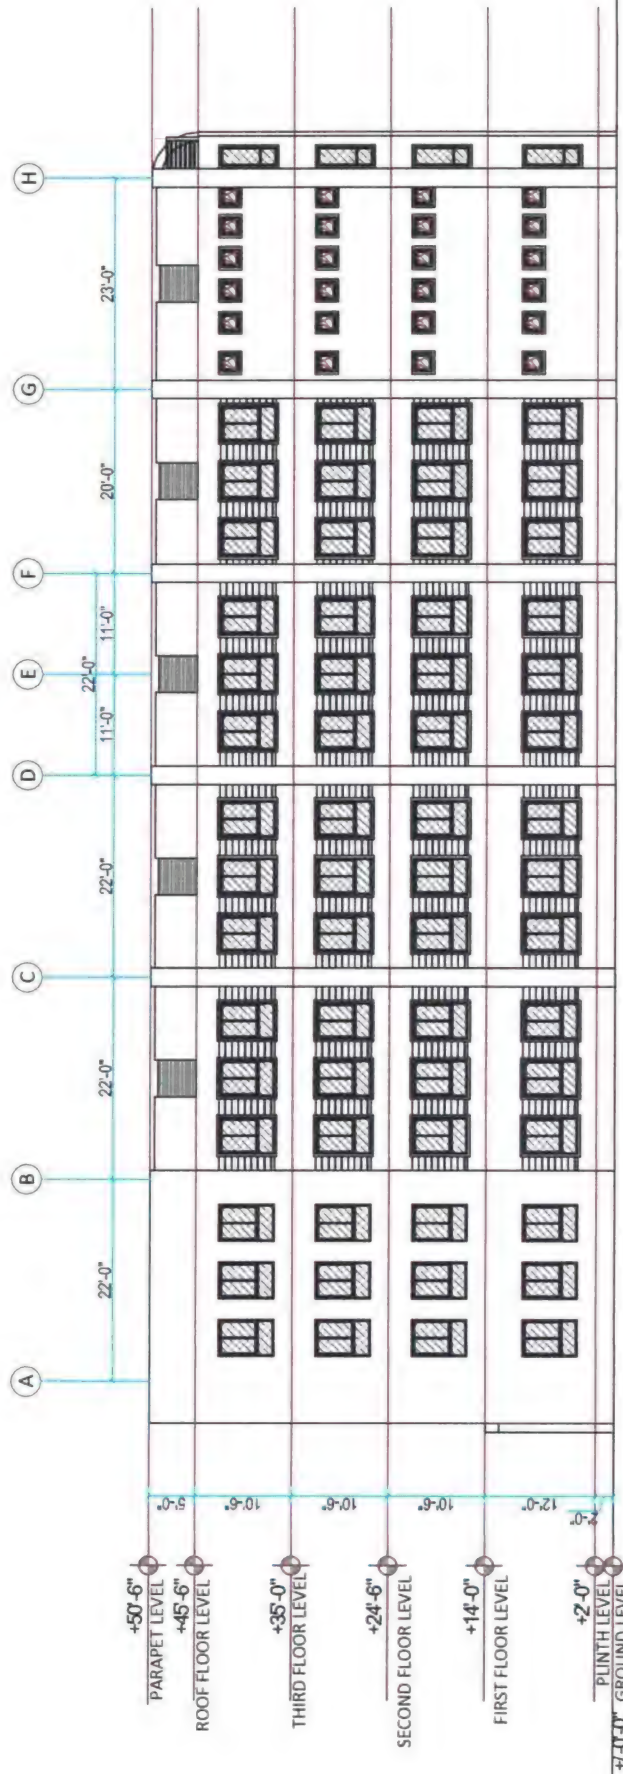 A
B
C
D
E
F
G
H
22'-0"
22'-0"
22'-0"
22'-0"
11'-0"
11'-0"
20'-0"
23'-0"
5'-0"
10'-6"
10'-6"
10'-6"
12'-0"
2'-0"
+50'-6"
PARAPET LEVEL
+45'-6"
ROOF FLOOR LEVEL
+35'-0"
THIRD FLOOR LEVEL
+24'-6"
SECOND FLOOR LEVEL
+14'-0"
FIRST FLOOR LEVEL
+2'-0"
PLINTH LEVEL
+/-0'-0" GROUND LEVEL